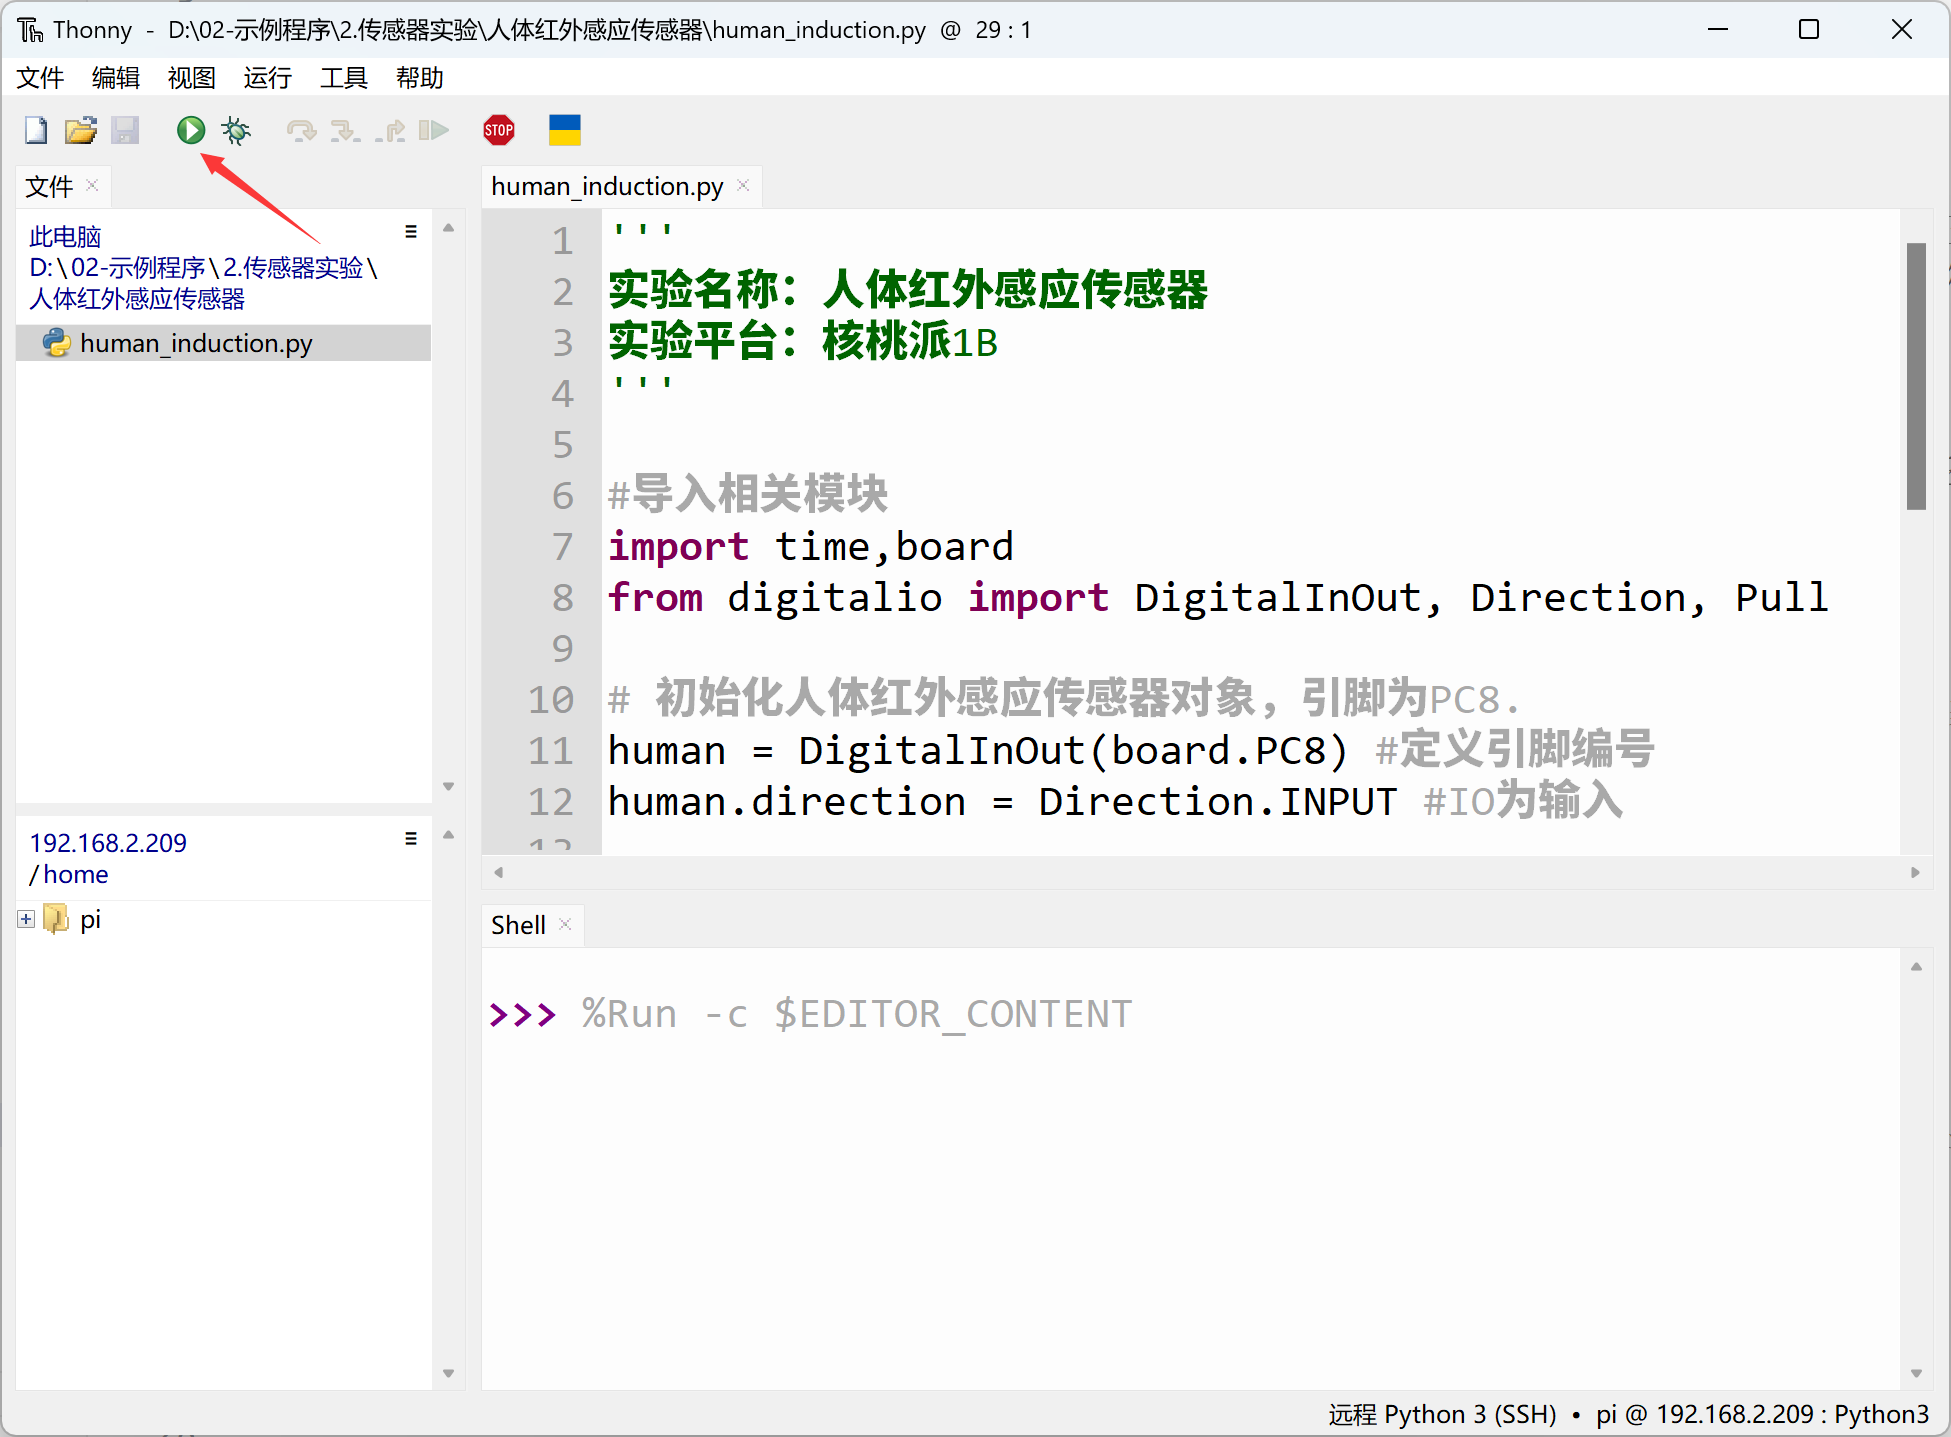 Thonny - D:\02-示例程序\2.传感器实验\人体红外感应传感器\human_induction.py @ 29 : 1
文件 编辑 视图 运行 工具 帮助
STOP
文件
此电脑
D:\02-示例程序\2.传感器实验\
人体红外感应传感器
human_induction.py
192.168.2.209
/home
pi
human_induction.py
1 '''
2 实验名称：人体红外感应传感器
3 实验平台：核桃派1B
4 '''
5
6 #导入相关模块
7 import time,board
8 from digitalio import DigitalInOut, Direction, Pull
9
10 # 初始化人体红外感应传感器对象，引脚为PC8.
11 human = DigitalInOut(board.PC8) #定义引脚编号
12 human.direction = Direction.INPUT #IO为输入
13
Shell
>>> %Run -c $EDITOR_CONTENT
远程 Python 3 (SSH) • pi @ 192.168.2.209 : Python3